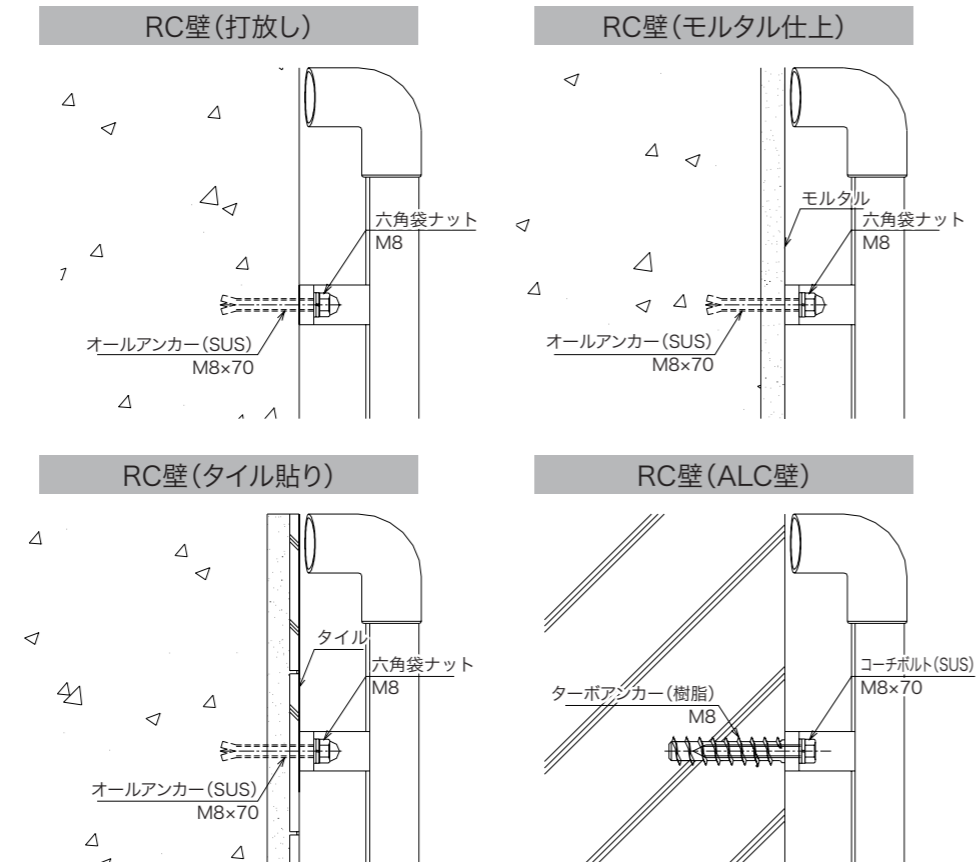 RC壁(打放し)
六角袋ナット
M8
オールアンカー(SUS)
M8×70
RC壁(モルタル仕上)
モルタル
六角袋ナット
M8
オールアンカー(SUS)
M8×70
RC壁(タイル貼り)
タイル
六角袋ナット
M8
オールアンカー(SUS)
M8×70
RC壁(ALC壁)
コーチボルト(SUS)
M8×70
ターボアンカー(樹脂)
M8